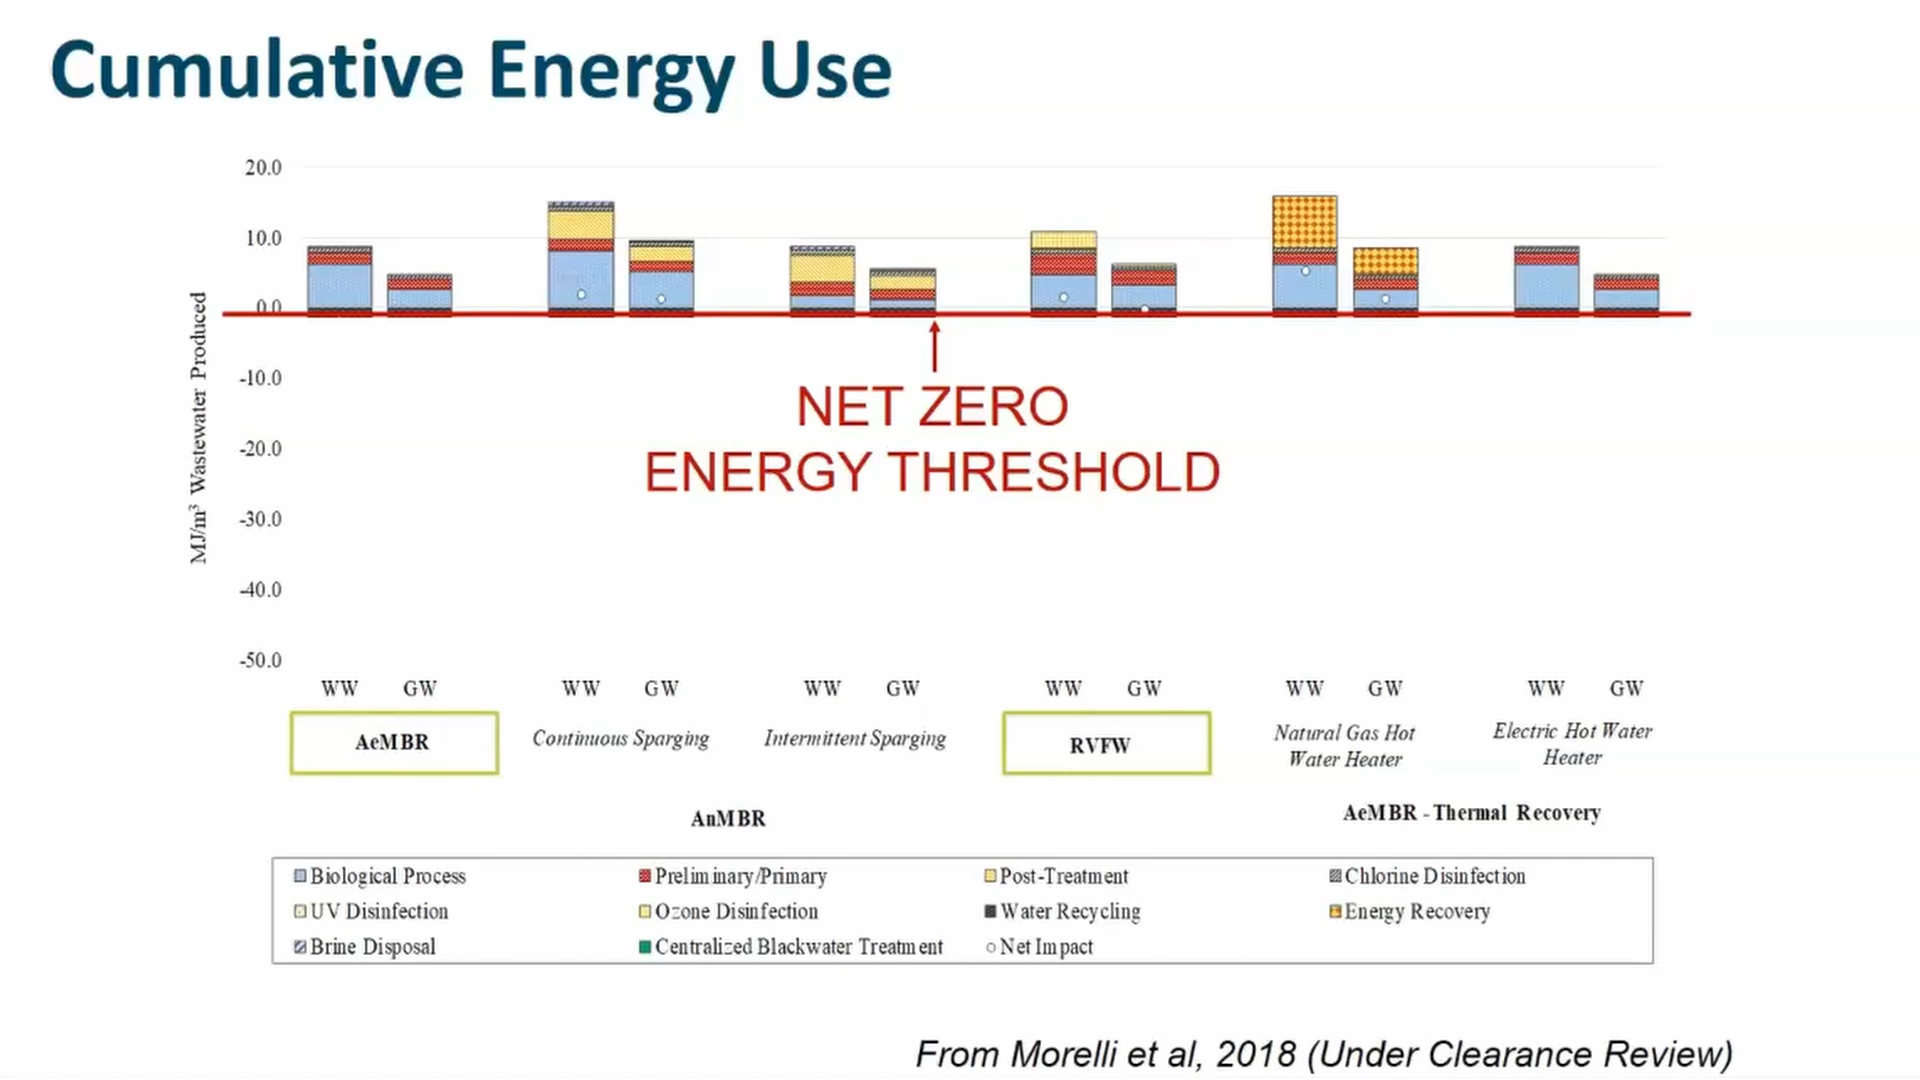 Cumulative Energy Use
20.0
10.0
0.0
-10.0
-20.0
-30.0
-40.0
-50.0
MJ/m³ Wastewater Produced
NET ZERO
ENERGY THRESHOLD
WW GW WW GW WW GW WW GW WW GW WW GW
AeMBR
Continuous Sparging
Intermittent Sparging
RVFW
Natural Gas Hot
Water Heater
Electric Hot Water
Heater
AnMBR
AeMBR - Thermal Recovery
Biological Process Preliminary/Primary Post-Treatment Chlorine Disinfection
UV Disinfection Ozone Disinfection Water Recycling Energy Recovery
Brine Disposal Centralized Blackwater Treatment Net Impact
From Morelli et al, 2018 (Under Clearance Review)